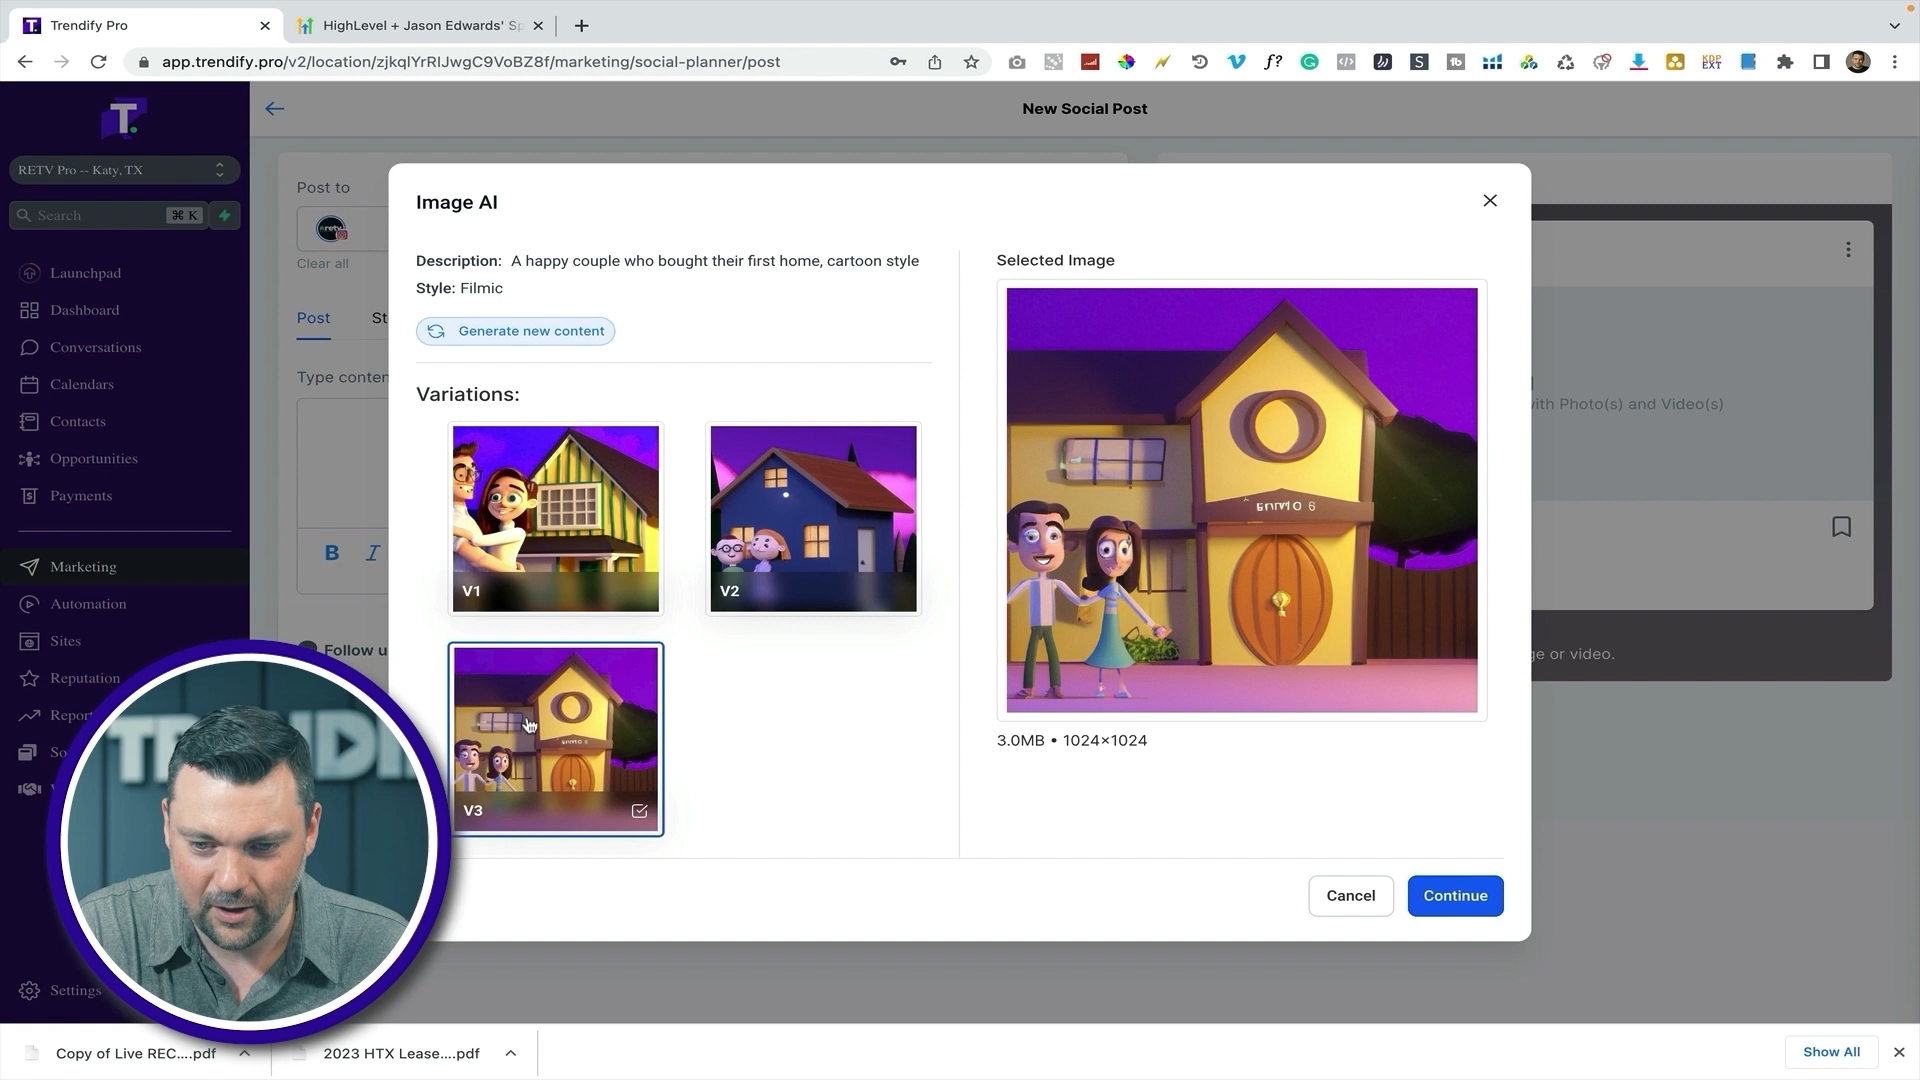 Trendify Pro
HighLevel + Jason Edwards' Sp
app.trendify.pro/v2/location/zjkqlYrRlJwgC9VoBZ8f/marketing/social-planner/post
New Social Post
RETV Pro -- Katy, TX
Search
⌘ K
Launchpad
Dashboard
Conversations
Calendars
Contacts
Opportunities
Payments
Marketing
Automation
Sites
Reputation
Report
So
Settings
Post to
Clear all
Post
St
Type conten
B I
Follow u
Image AI
Description: A happy couple who bought their first home, cartoon style
Style: Filmic
Generate new content
Variations:
V1
V2
V3
Selected Image
3.0MB • 1024×1024
Cancel
Continue
with Photo(s) and Video(s)
ge or video.
Copy of Live REC....pdf
2023 HTX Lease....pdf
Show All